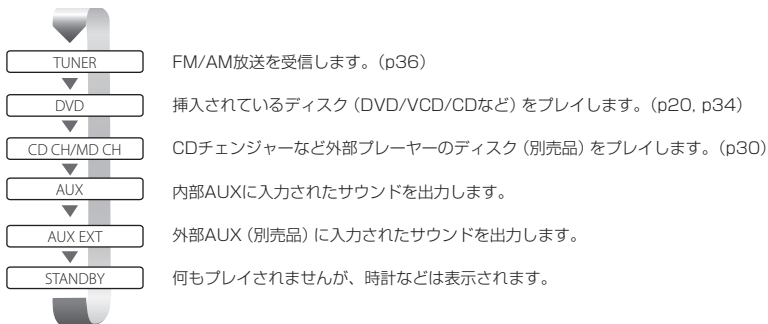 TUNER FM/AM放送を受信します。(p36)
DVD 挿入されているディスク(DVD/VCD/CDなど)をプレイします。(p20, p34)
CD CH/MD CH CDチェンジャーなど外部プレーヤーのディスク(別売品)をプレイします。(p30)
AUX 内部AUXに入力されたサウンドを出力します。
AUX EXT 外部AUX(別売品)に入力されたサウンドを出力します。
STANDBY 何もプレイされませんが、時計などは表示されます。